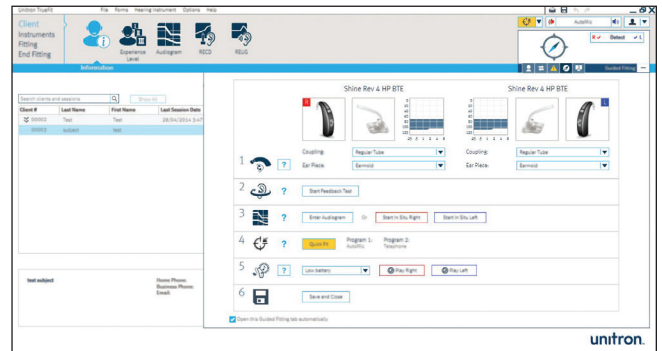 Unitron TrueFit File Forms Hearing Instrument Options Help
Client
Instruments
Fitting
End Fitting
Information
Experience Level
Audiogram
RECD
REUG
AutoMic
R Detect L
Guided Fitting
Search clients and sessions Show All
Client # Last Name First Name Last Session Date
00002 Test Test 28/04/2014 3:47
00003 subject test
test subject
Home Phone:
Business Phone:
Email:
Shine Rev 4 HP BTE Shine Rev 4 HP BTE
R L
Coupling: Regular Tube Coupling: Regular Tube
Ear Piece: Earmold Ear Piece: Earmold
1 ?
2 ? Start Feedback Test
3 ? Enter Audiogram Or Start in Situ Right Start in Situ Left
4 ? Quick Fit Program 1: Program 2:
AutoMic Telephone
5 ? Low battery Play Right Play Left
6 Save and Close
Open this Guided Fitting tab automatically
unitron.